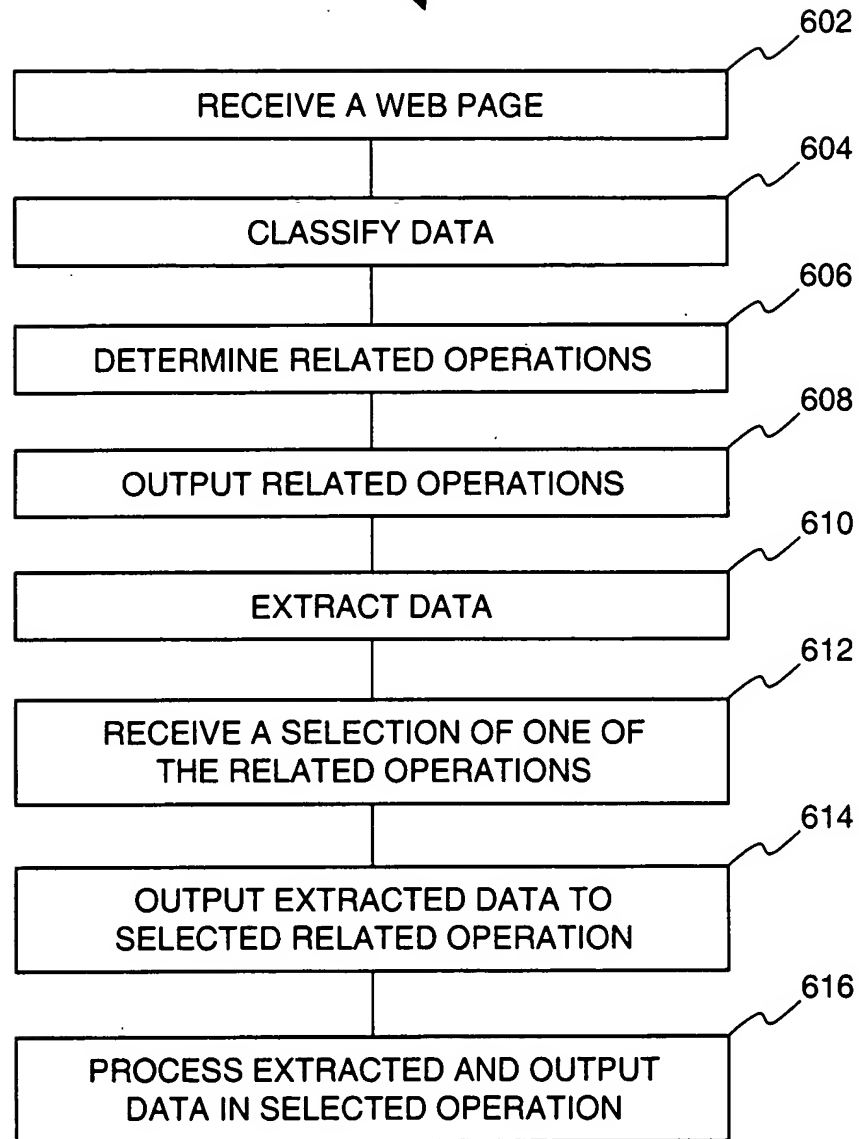 602
RECEIVE A WEB PAGE
604
CLASSIFY DATA
606
DETERMINE RELATED OPERATIONS
608
OUTPUT RELATED OPERATIONS
610
EXTRACT DATA
612
RECEIVE A SELECTION OF ONE OF
THE RELATED OPERATIONS
614
OUTPUT EXTRACTED DATA TO
SELECTED RELATED OPERATION
616
PROCESS EXTRACTED AND OUTPUT
DATA IN SELECTED OPERATION